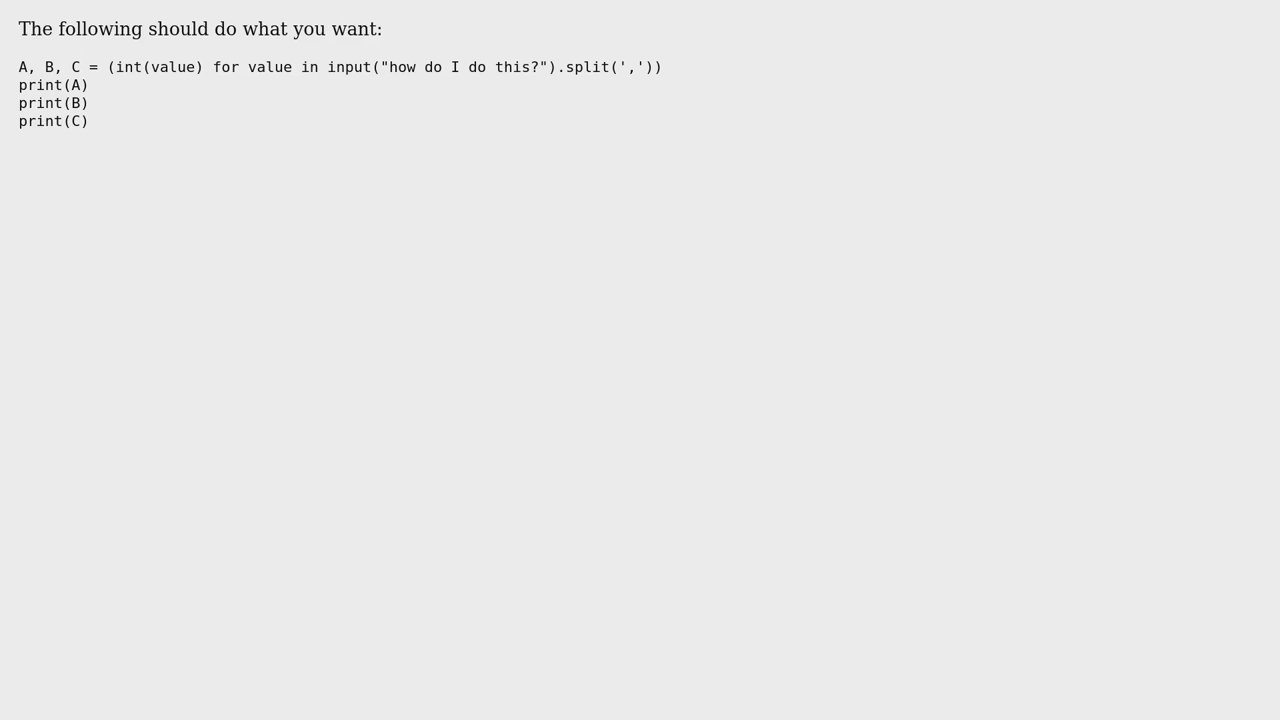 The following should do what you want:
A, B, C = (int(value) for value in input("how do I do this?").split(','))
print(A)
print(B)
print(C)